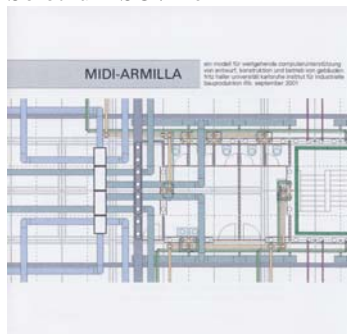 MIDI-ARMILLA
ein modell für weitgehende computerunterstützung
von entwurf, konstruktion und betrieb von gebäuden
fritz haller universität karlsruhe institut für industrielle
bauproduktion ifib. september 2001